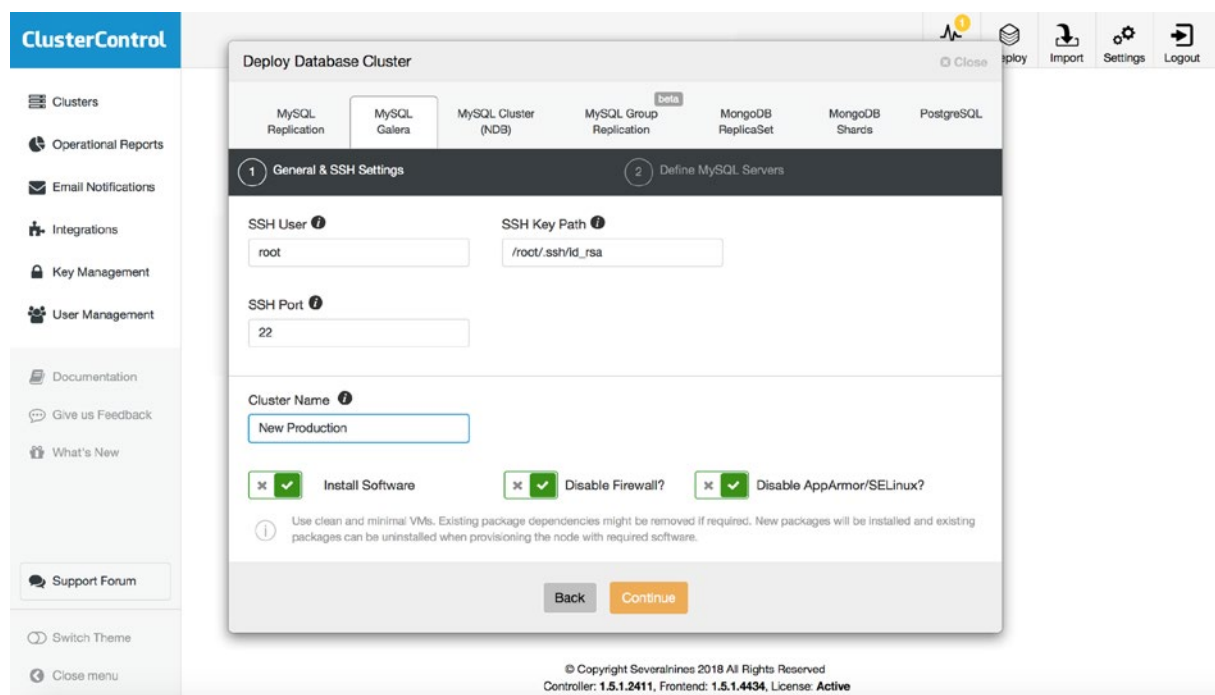 ClusterControl
1
eploy
Import
Settings
Logout
Clusters
Operational Reports
Email Notifications
Integrations
Key Management
User Management
Documentation
Give us Feedback
What's New
Support Forum
Switch Theme
Close menu
Deploy Database Cluster
Close
MySQL
Replication
MySQL
Galera
MySQL Cluster
(NDB)
beta
MySQL Group
Replication
MongoDB
ReplicaSet
MongoDB
Shards
PostgreSQL
1 General & SSH Settings
2 Define MySQL Servers
SSH User
SSH Key Path
root
/root/.ssh/id_rsa
SSH Port
22
Cluster Name
New Production
Install Software
Disable Firewall?
Disable AppArmor/SELinux?
Use clean and minimal VMs. Existing package dependencies might be removed if required. New packages will be installed and existing
packages can be uninstalled when provisioning the node with required software.
Back
Continue
© Copyright Severalnines 2018 All Rights Reserved
Controller: 1.5.1.2411, Frontend: 1.5.1.4434, License: Active